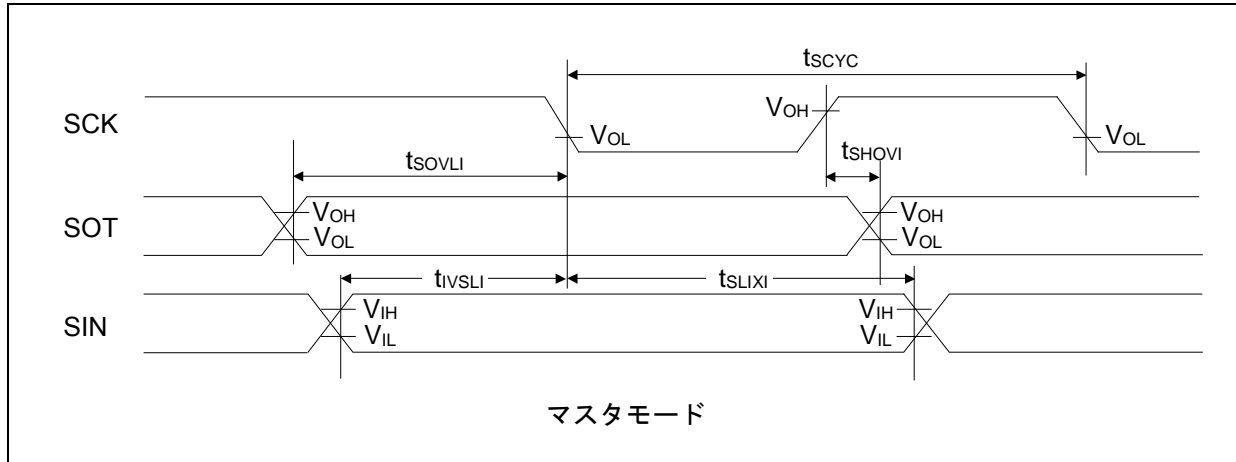 tSCYC
SCK
VOH
VOL
VOL
tSHOVI
tSOVLI
SOT
VOH
VOL
VOH
VOL
tIVSLI
tSLIXI
SIN
VIH
VIL
VIH
VIL
マスタモード